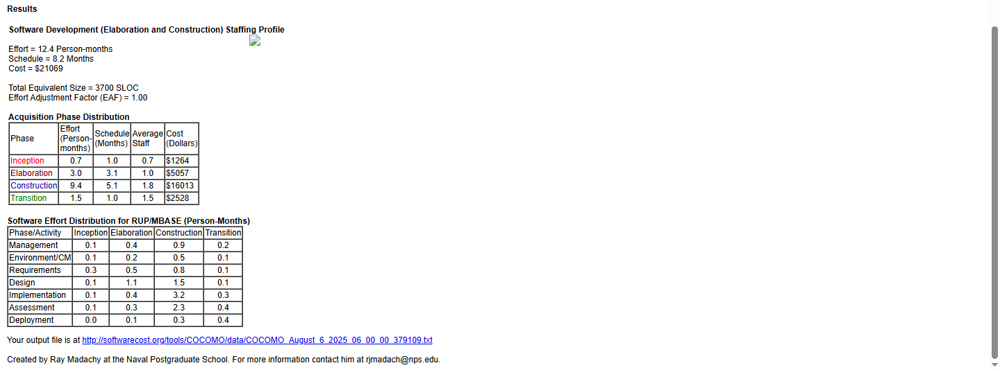 Results
Software Development (Elaboration and Construction) Staffing Profile
Effort = 12.4 Person-months
Schedule = 8.2 Months
Cost = $21069
Total Equivalent Size = 3700 SLOC
Effort Adjustment Factor (EAF) = 1.00
Acquisition Phase Distribution
Phase Effort (Person-months) Schedule (Months) Average Staff Cost (Dollars)
Inception 0.7 1.0 0.7 $1264
Elaboration 3.0 3.1 1.0 $5057
Construction 9.4 5.1 1.8 $16013
Transition 1.5 1.0 1.5 $2528
Software Effort Distribution for RUP/MBASE (Person-Months)
Phase/Activity Inception Elaboration Construction Transition
Management 0.1 0.4 0.9 0.2
Environment/CM 0.1 0.2 0.5 0.1
Requirements 0.3 0.5 0.8 0.1
Design 0.1 1.1 1.5 0.1
Implementation 0.1 0.4 3.2 0.3
Assessment 0.1 0.3 2.3 0.4
Deployment 0.0 0.1 0.3 0.4
Your output file is at http://softwarecost.org/tools/COCOMO/data/COCOMO_August_6_2025_06_00_00_379109.txt
Created by Ray Madachy at the Naval Postgraduate School. For more information contact him at rjmadach@nps.edu.